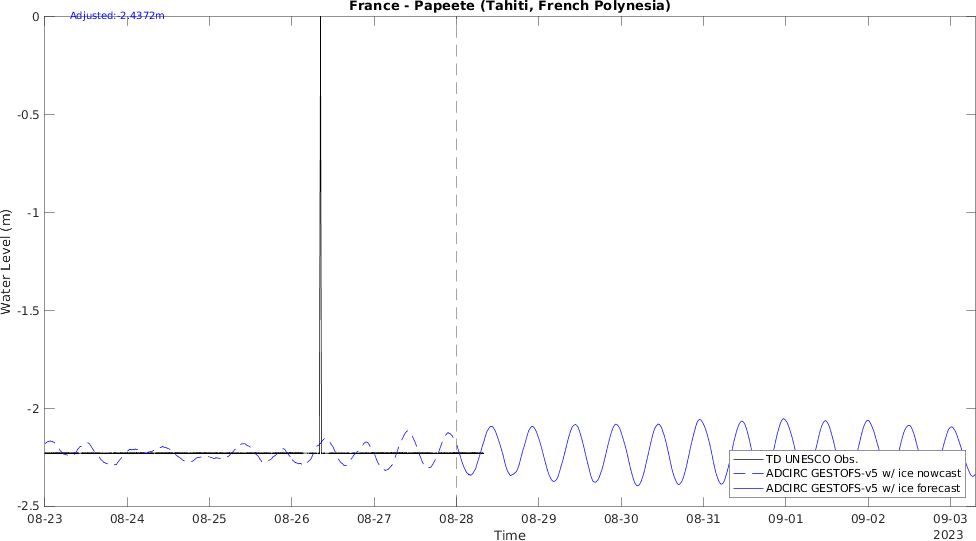 France - Papeete (Tahiti, French Polynesia)
Adjusted:-2.4372m
0
-0.5
-1
-1.5
-2
-2.5
Water Level (m)
08-23 08-24 08-25 08-26 08-27 08-28 08-29 08-30 08-31 09-01 09-02 09-03
Time
2023
TD UNESCO Obs.
ADCIRC GESTOFS-v5 w/ ice nowcast
ADCIRC GESTOFS-v5 w/ ice forecast